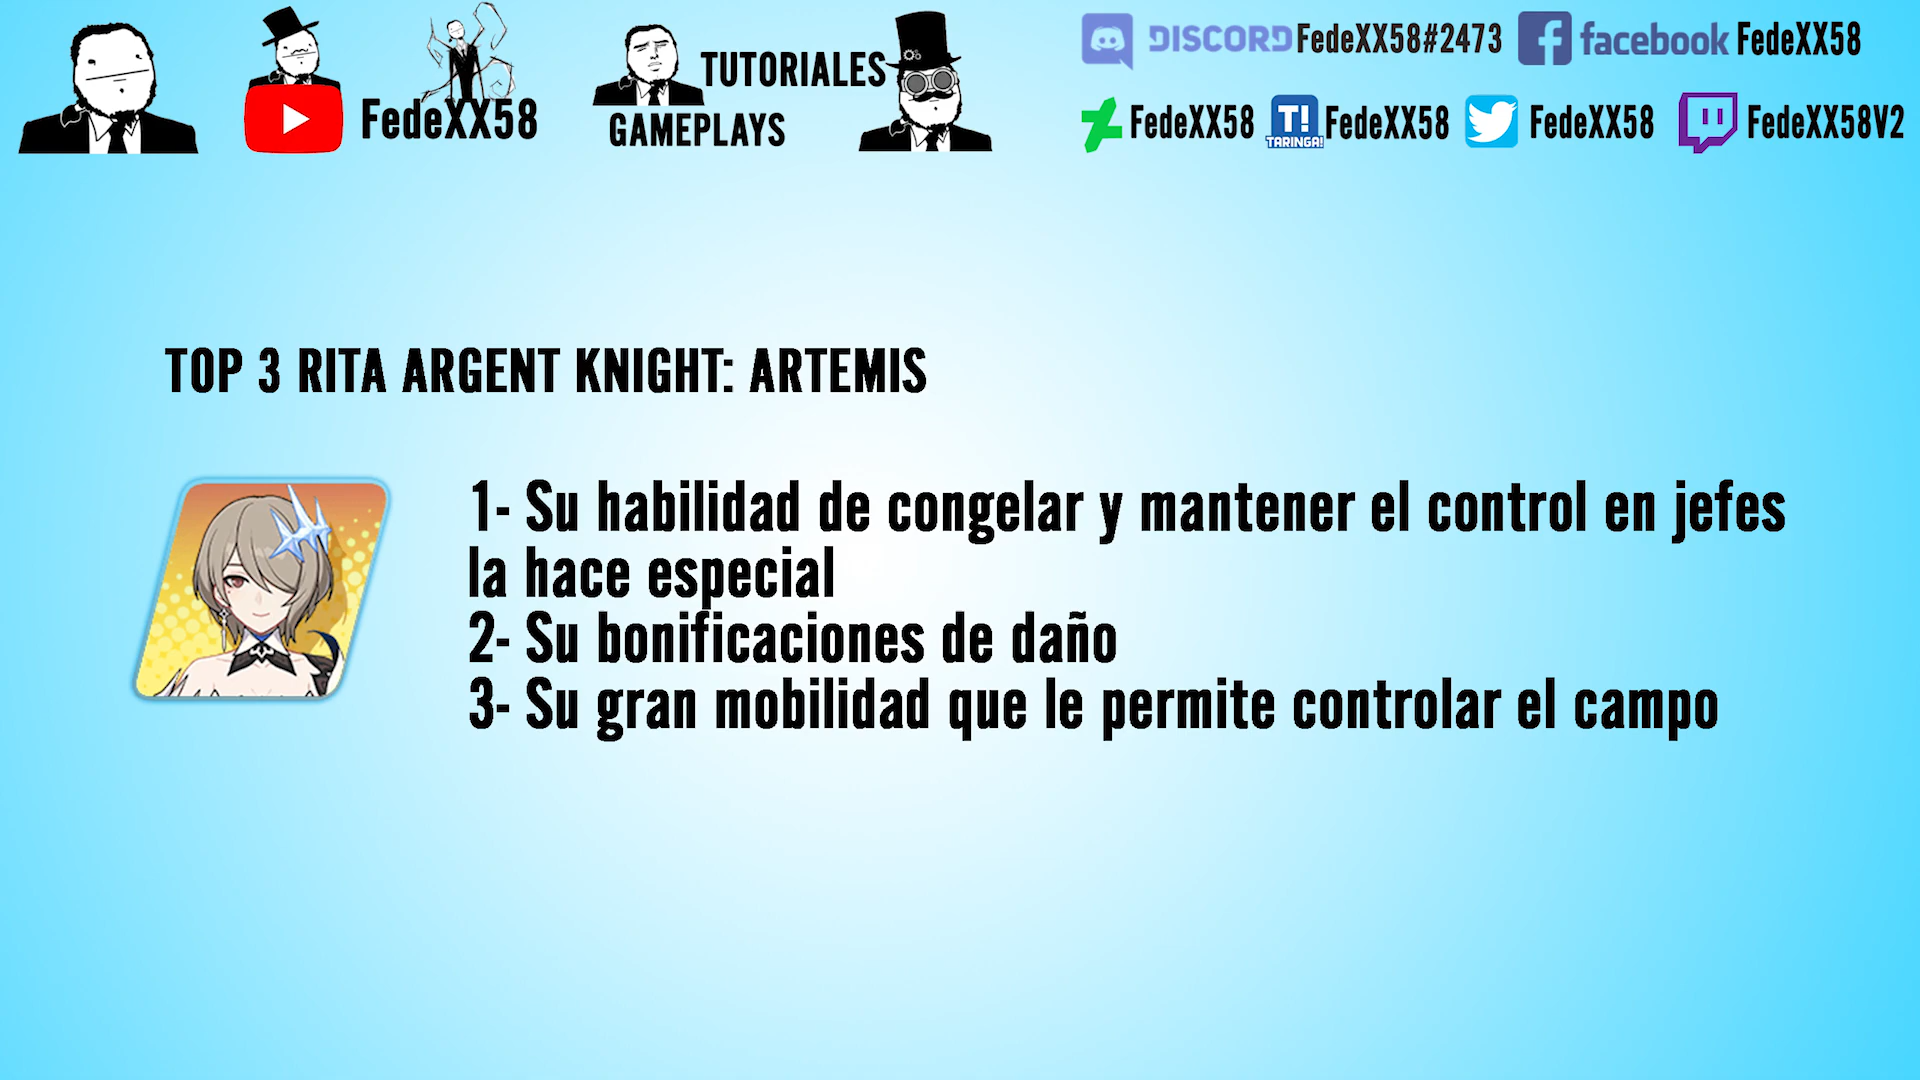 FedeXX58
TUTORIALES
GAMEPLAYS
DISCORD FedeXX58#2473
facebook FedeXX58
FedeXX58
T! TARINGA! FedeXX58
FedeXX58
FedeXX58V2
TOP 3 RITA ARGENT KNIGHT: ARTEMIS
1- Su habilidad de congelar y mantener el control en jefes
la hace especial
2- Su bonificaciones de daño
3- Su gran mobilidad que le permite controlar el campo